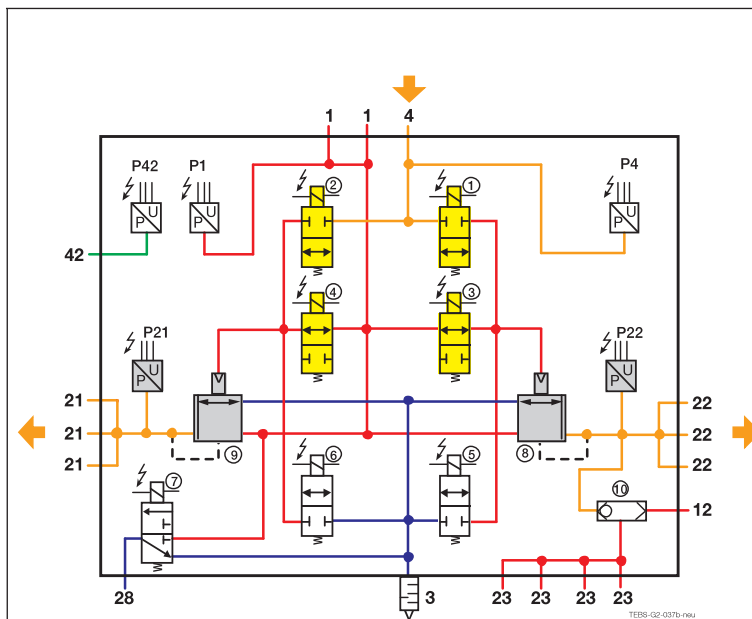 1 1 4
P42 P1 ② ① P4
U P U P U P
42
④ ③
P21 P22
U P U P
21 22
21 22
21 22
⑨ ⑧
⑥ ⑤
⑦ ⑩
12
28 3 23 23 23 23
TEBS-G2-037b-neu